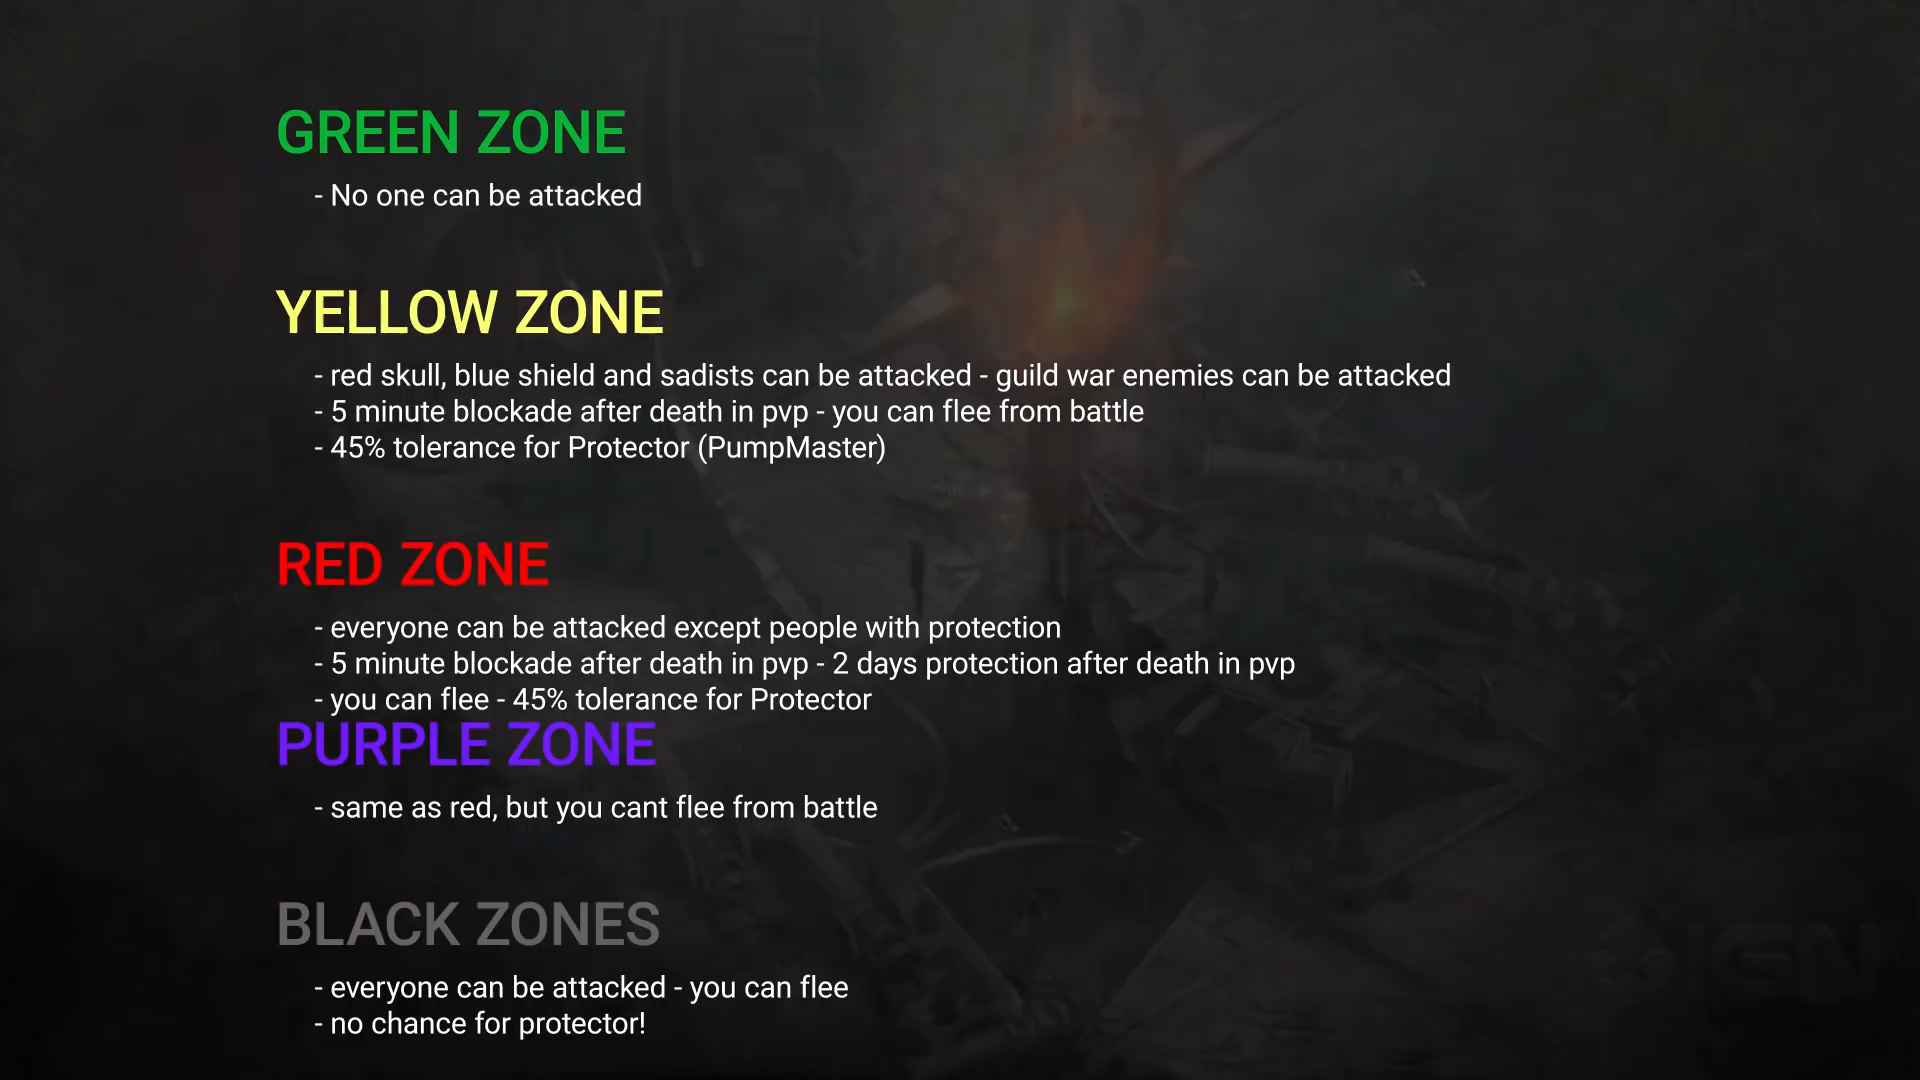 GREEN ZONE
- No one can be attacked
YELLOW ZONE
- red skull, blue shield and sadists can be attacked - guild war enemies can be attacked
- 5 minute blockade after death in pvp - you can flee from battle
- 45% tolerance for Protector (PumpMaster)
RED ZONE
- everyone can be attacked except people with protection
- 5 minute blockade after death in pvp - 2 days protection after death in pvp
- you can flee - 45% tolerance for Protector
PURPLE ZONE
- same as red, but you cant flee from battle
BLACK ZONES
- everyone can be attacked - you can flee
- no chance for protector!
IGN